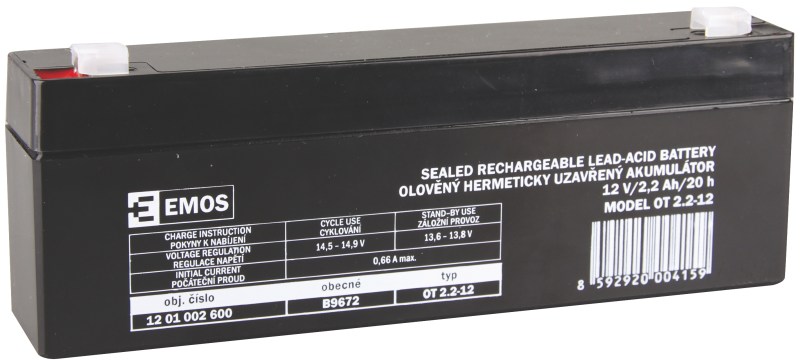 SEALED RECHARGEABLE LEAD-ACID BATTERY
OLOVĚNÝ HERMETICKY UZAVŘENÝ AKUMULÁTOR
12 V/2,2 Ah/20 h
MODEL OT 2.2-12
EMOS
CHARGE INSTRUCTION
POKYNY K NABÍJENÍ
CYCLE USE
CYKLOVÁNÍ
STAND-BY USE
ZÁLOŽNÍ PROVOZ
VOLTAGE REGULATION
REGULACE NAPĚTÍ
14,5 – 14,9 V
13,6 – 13,8 V
INITIAL CURRENT
POČÁTEČNÍ PROUD
0,66 A max.
obj. číslo
obecné
typ
12 01 002 600
B9672
OT 2.2-12
8 592920 004159